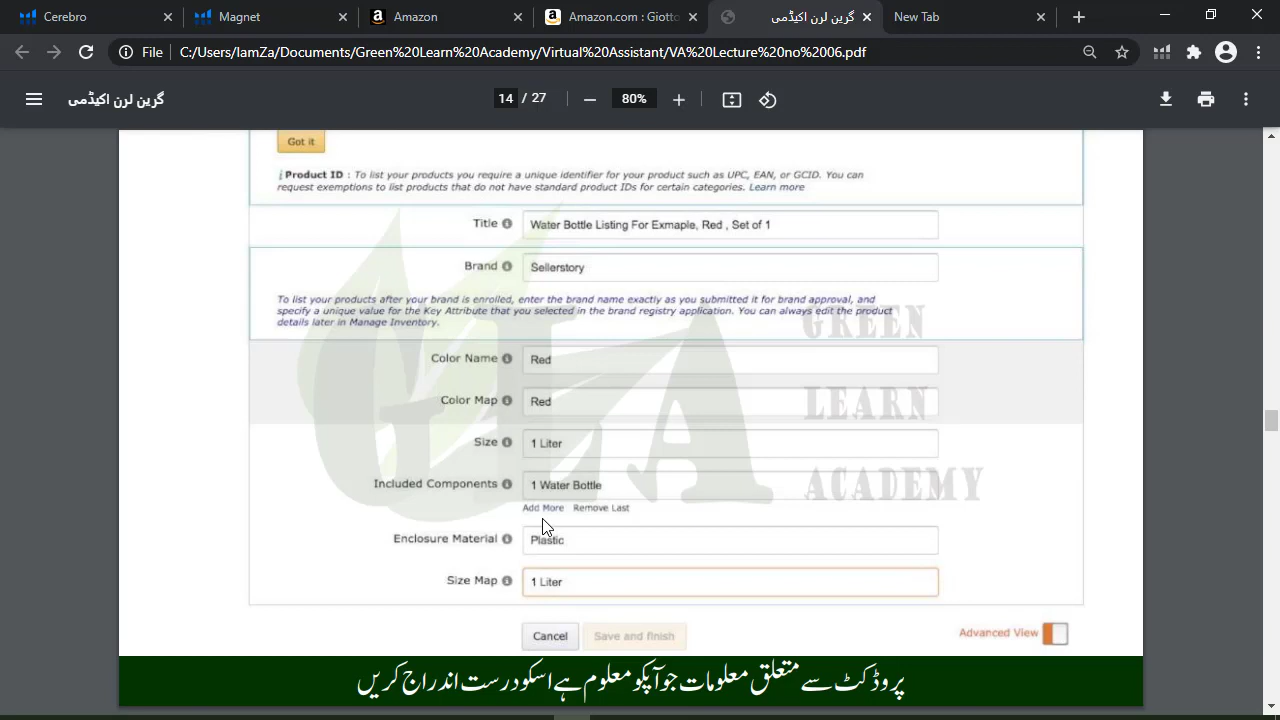 Cerebro
Magnet
Amazon
Amazon.com : Giotto
گرین لرن اکیڈمی
New Tab
File
C:/Users/IamZa/Documents/Green%20Learn%20Academy/Virtual%20Assistant/VA%20Lecture%20no%2006.pdf
گرین لرن اکیڈمی
14 / 27
80%
Got it
Product ID : To list your products you require a unique identifier for your product such as UPC, EAN, or GCID. You can
request exemptions to list products that do not have standard product IDs for certain categories. Learn more
Title Water Bottle Listing For Exmaple, Red , Set of 1
Brand Sellerstory
To list your products after your brand is enrolled, enter the brand name exactly as you submitted it for brand approval, and
specify a unique value for the Key Attribute that you selected in the brand registry application. You can always edit the product
details later in Manage Inventory.
GREEN
Color Name Red
Color Map Red
LEARN
Size 1 Liter
Included Components 1 Water Bottle
ACADEMY
Add More Remove Last
Enclosure Material Plastic
Size Map 1 Liter
Cancel Save and finish
Advanced View
GLA
پروڈکٹ سے متعلق معلومات جو آپکو معلوم ہے اسکو درست اندراج کریں